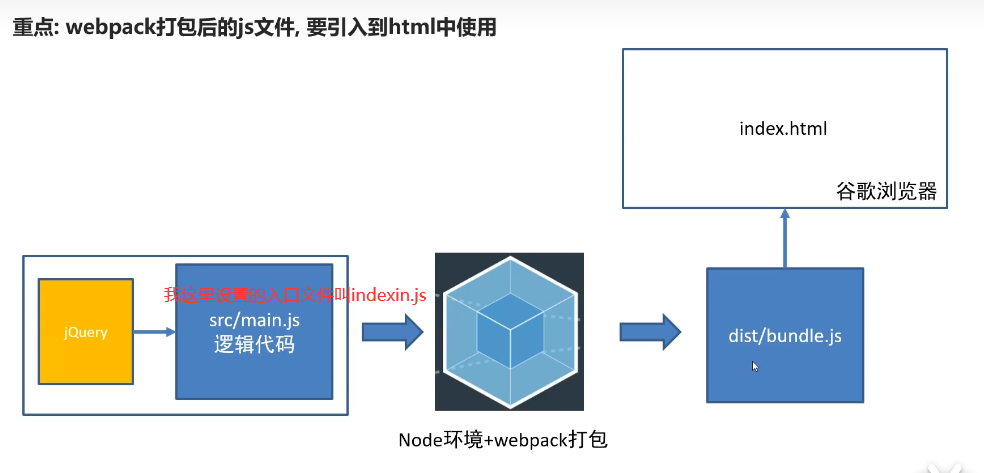 重点: webpack打包后的js文件, 要引入到html中使用
index.html
谷歌浏览器
我这里设置的入口文件叫indexin.js
jQuery
src/main.js
逻辑代码
dist/bundle.js
Node环境+webpack打包